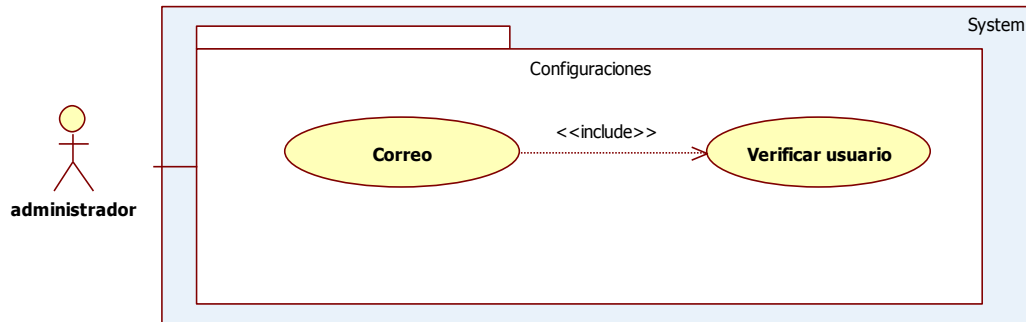 System
Configuraciones
<<include>>
Correo
Verificar usuario
administrador